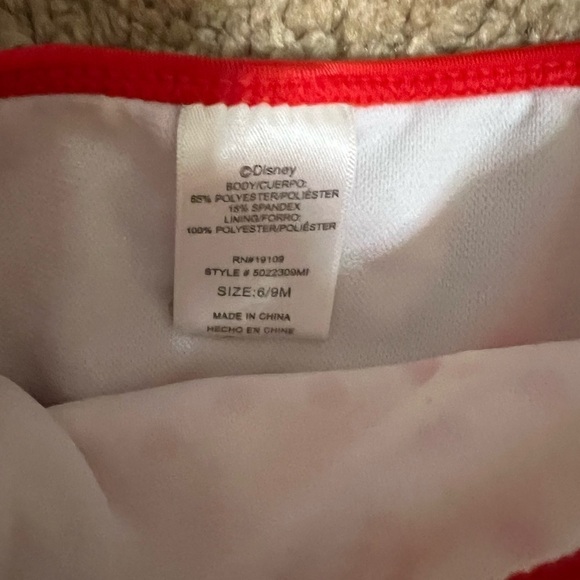 ©Disney
BODY/CUERPO:
85% POLYESTER/POLIÉSTER
15% SPANDEX
LINING/FORRO:
100% POLYESTER/POLIÉSTER
RN#19109
STYLE # 5022309MI
SIZE:6/9M
MADE IN CHINA
HECHO EN CHINE